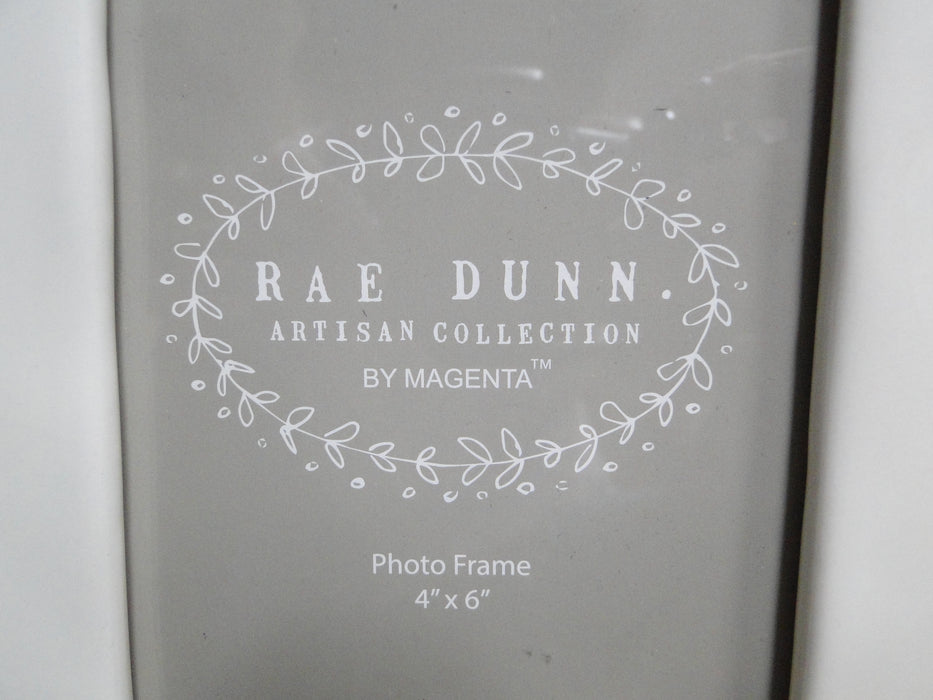 RAE DUNN.
ARTISAN COLLECTION
BY MAGENTA™
Photo Frame
4” x 6”